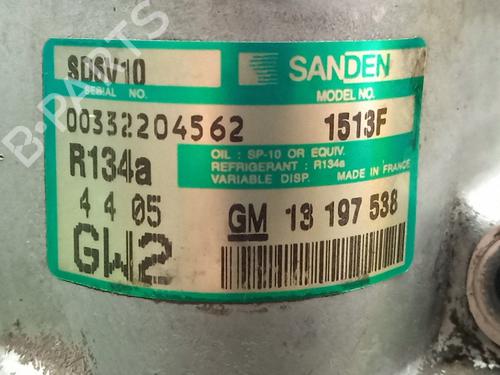 SD6V10
SANDEN
SERIAL NO.
MODEL NO.
00332204562
1513F
R134a
OIL : SP-10 OR EQUIV.
REFRIGERANT : R134a
VARIABLE DISP. MADE IN FRANCE
4 4 05
GM 13 197 538
GW2
B-PARTS